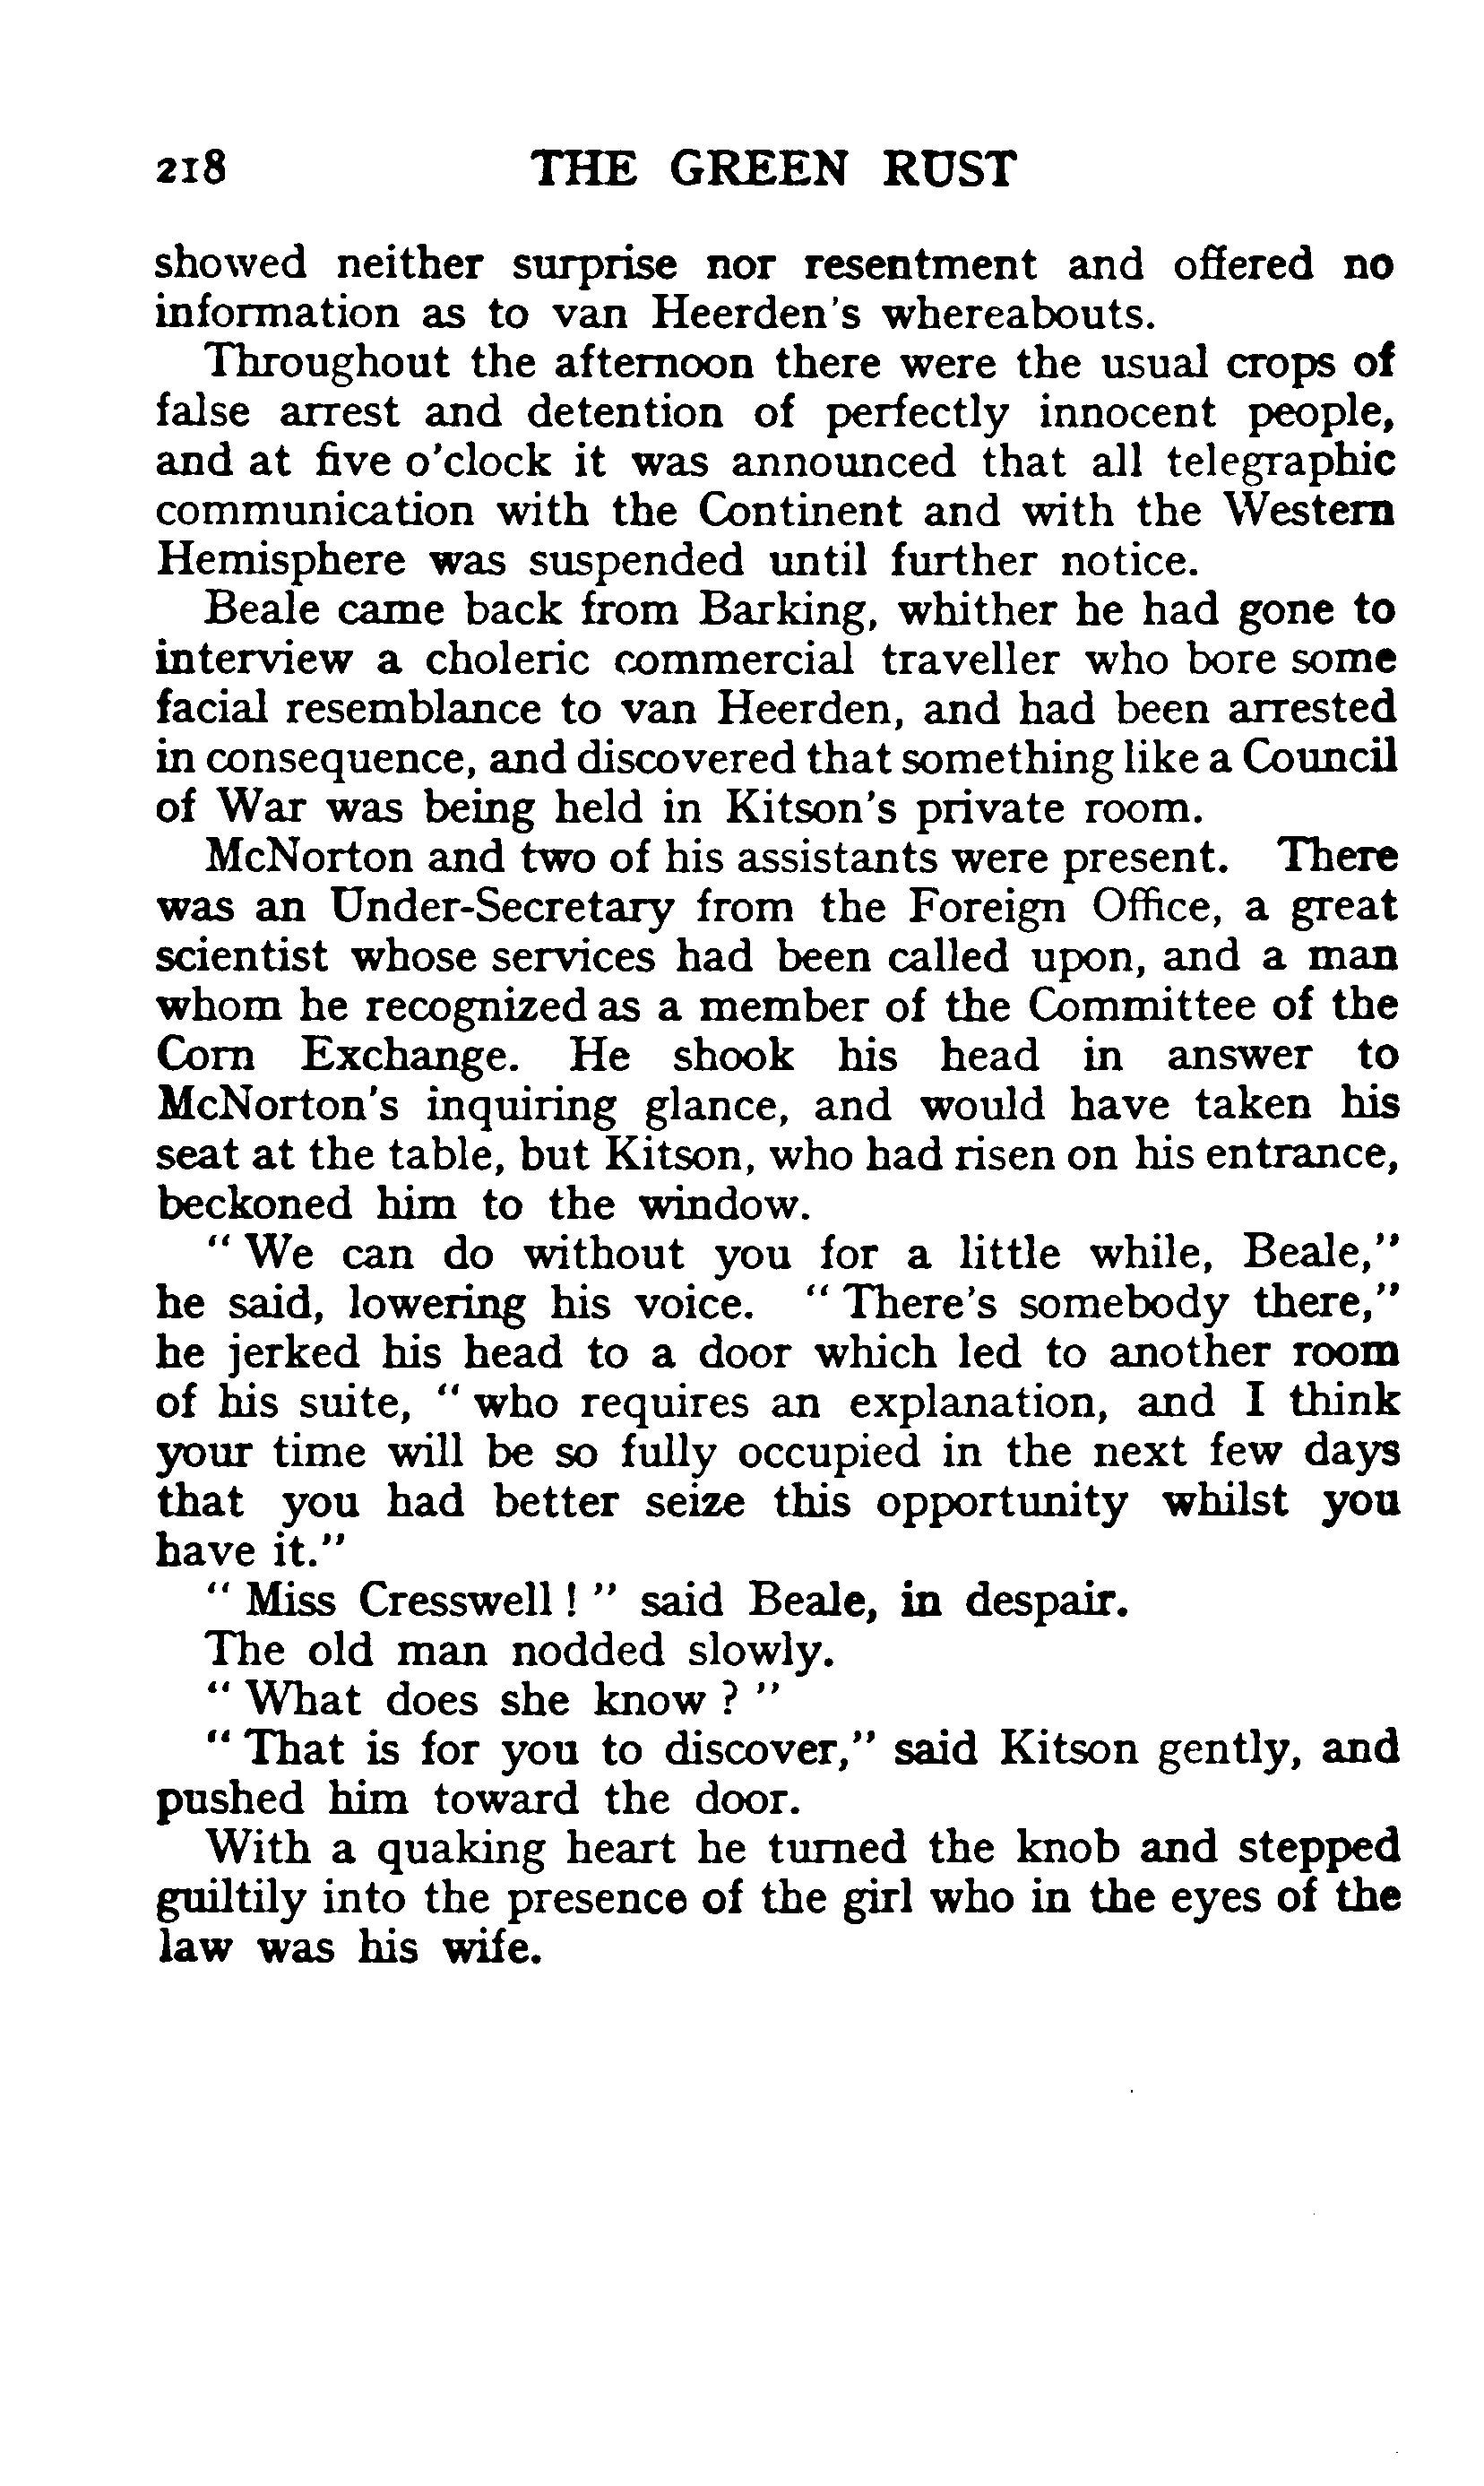 218 THE GREEN RUST
showed neither surprise nor resentment and offered no
information as to van Heerden's whereabouts.
Throughout the afternoon there were the usual crops of
false arrest and detention of perfectly innocent people,
and at five o'clock it was announced that all telegraphic
communication with the Continent and with the Western
Hemisphere was suspended until further notice.
Beale came back from Barking, whither he had gone to
interview a choleric commercial traveller who bore some
facial resemblance to van Heerden, and had been arrested
in consequence, and discovered that something like a Council
of War was being held in Kitson's private room.
McNorton and two of his assistants were present. There
was an Under-Secretary from the Foreign Office, a great
scientist whose services had been called upon, and a man
whom he recognized as a member of the Committee of the
Corn Exchange. He shook his head in answer to
McNorton's inquiring glance, and would have taken his
seat at the table, but Kitson, who had risen on his entrance,
beckoned him to the window.
" We can do without you for a little while, Beale,"
he said, lowering his voice. " There's somebody there,"
he jerked his head to a door which led to another room
of his suite, " who requires an explanation, and I think
your time will be so fully occupied in the next few days
that you had better seize this opportunity whilst you
have it."
" Miss Cresswell ! " said Beale, in despair.
The old man nodded slowly.
" What does she know ? "
" That is for you to discover," said Kitson gently, and
pushed him toward the door.
With a quaking heart he turned the knob and stepped
guiltily into the presence of the girl who in the eyes of the
law was his wife.